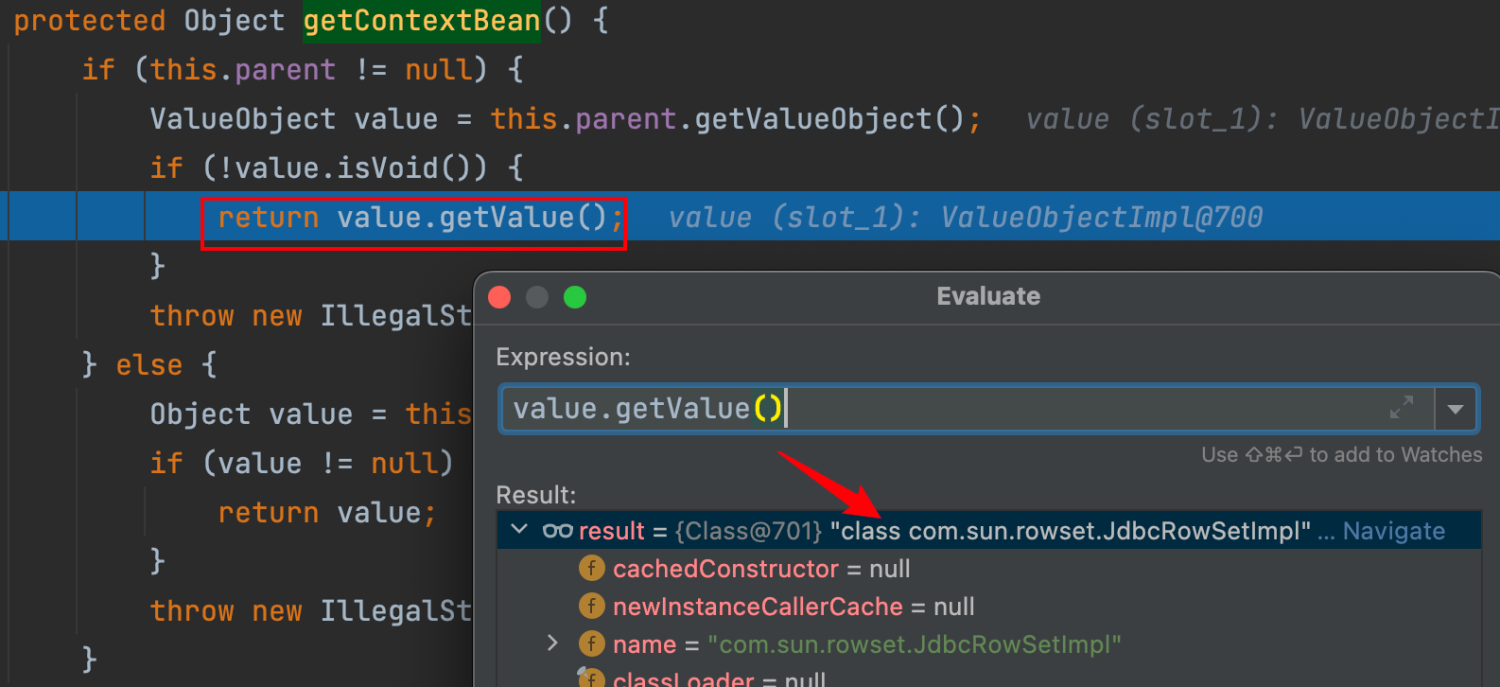 protected Object getContextBean() {
if (this.parent != null) {
ValueObject value = this.parent.getValueObject(); value (slot_1): ValueObjectI
if (!value.isVoid()) {
return value.getValue(); value (slot_1): ValueObjectImpl@700
}
throw new IllegalSt
} else {
Object value = this
if (value != null)
return value;
}
throw new IllegalSt
}
Evaluate
Expression:
value.getValue()
Use ⇧⌘⏎ to add to Watches
Result:
result = {Class@701} "class com.sun.rowset.JdbcRowSetImpl" ... Navigate
f cachedConstructor = null
f newInstanceCallerCache = null
f name = "com.sun.rowset.JdbcRowSetImpl"
f classLoader = null